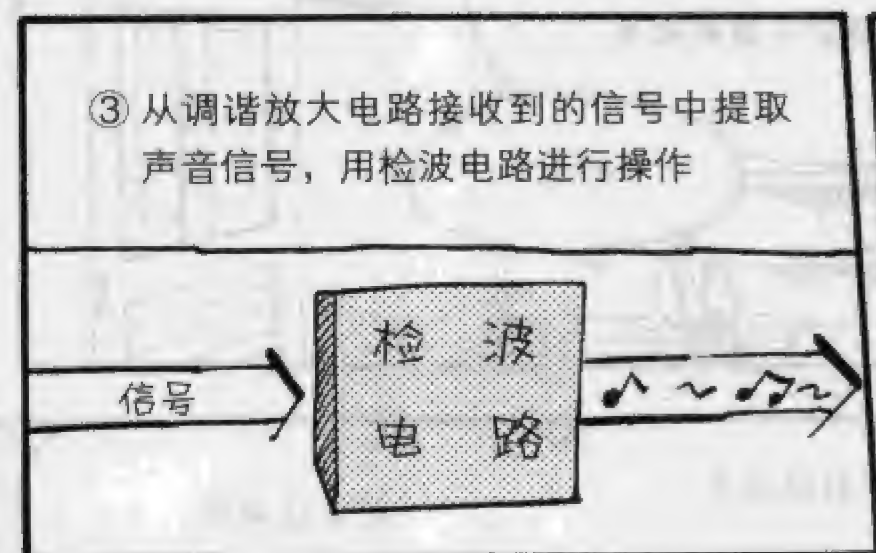 ③ 从调谐放大电路接收到的信号中提取
声音信号，用检波电路进行操作
信号
检 波
电 路